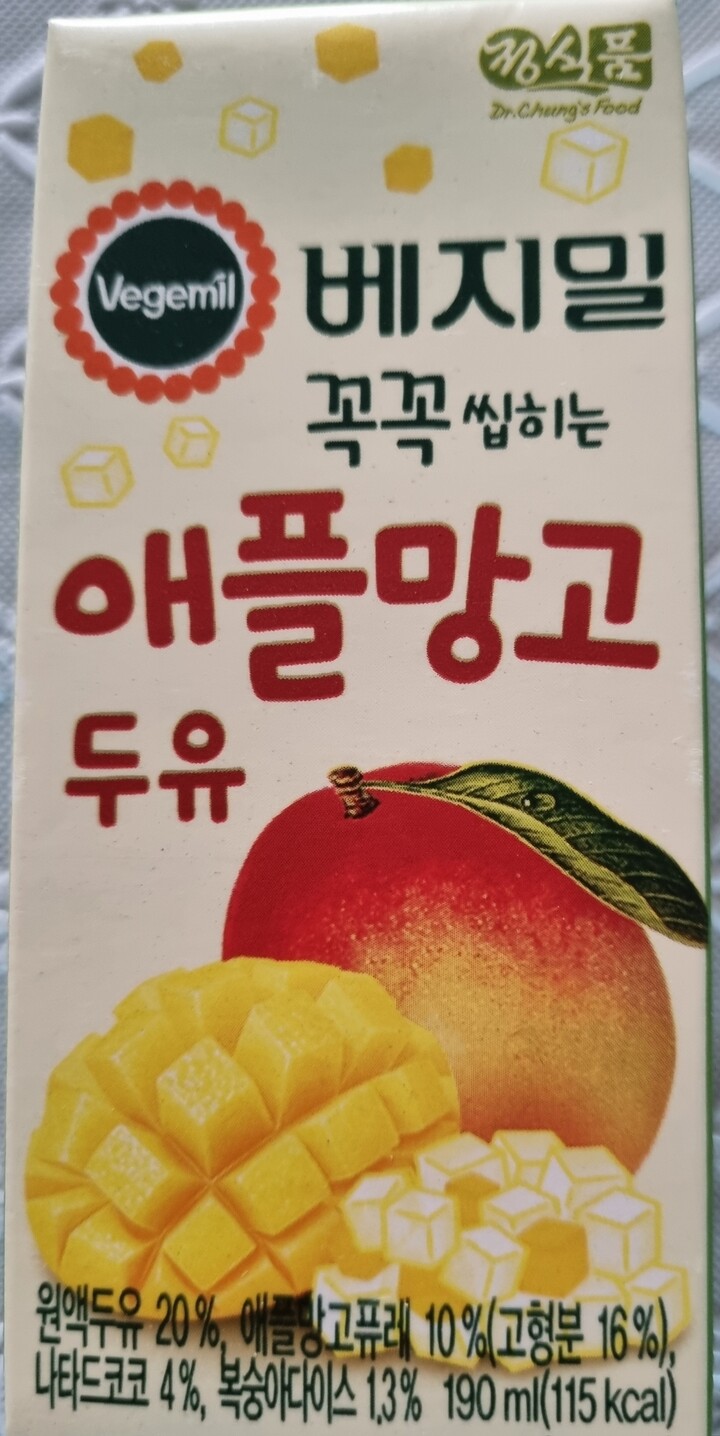 정식품
Dr.Chung's Food
Vegemil
베지밀
꼭꼭 씹히는
애플망고
두유
원액두유 20%, 애플망고퓨레 10%(고형분 16%),
나타드코코 4%, 복숭아다이스 1.3% 190 ml(115 kcal)